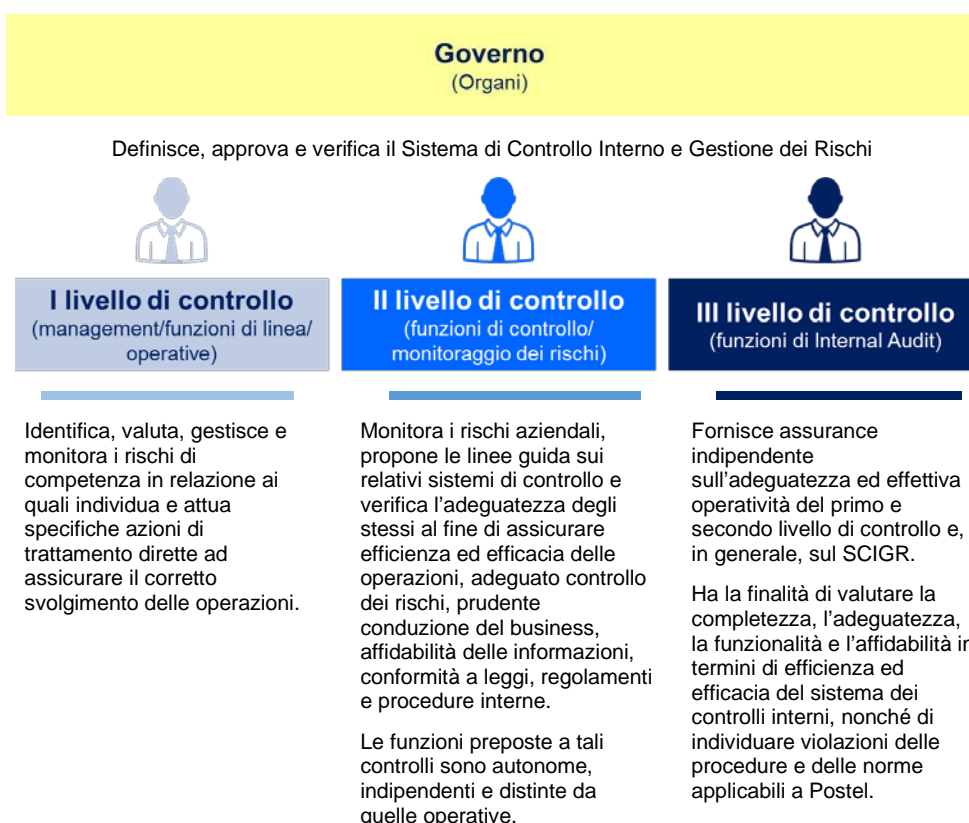 Governo
(Organi)
Definisce, approva e verifica il Sistema di Controllo Interno e Gestione dei Rischi
I livello di controllo
(management/funzioni di linea/
operative)
Identifica, valuta, gestisce e
monitora i rischi di
competenza in relazione ai
quali individua e attua
specifiche azioni di
trattamento dirette ad
assicurare il corretto
svolgimento delle operazioni.
II livello di controllo
(funzioni di controllo/
monitoraggio dei rischi)
Monitora i rischi aziendali,
propone le linee guida sui
relativi sistemi di controllo e
verifica l’adeguatezza degli
stessi al fine di assicurare
efficienza ed efficacia delle
operazioni, adeguato controllo
dei rischi, prudente
conduzione del business,
affidabilità delle informazioni,
conformità a leggi, regolamenti
e procedure interne.
Le funzioni preposte a tali
controlli sono autonome,
indipendenti e distinte da
quelle operative.
III livello di controllo
(funzioni di Internal Audit)
Fornisce assurance
indipendente
sull’adeguatezza ed effettiva
operatività del primo e
secondo livello di controllo e,
in generale, sul SCIGR.
Ha la finalità di valutare la
completezza, l’adeguatezza,
la funzionalità e l’affidabilità in
termini di efficienza ed
efficacia del sistema dei
controlli interni, nonché di
individuare violazioni delle
procedure e delle norme
applicabili a Postel.